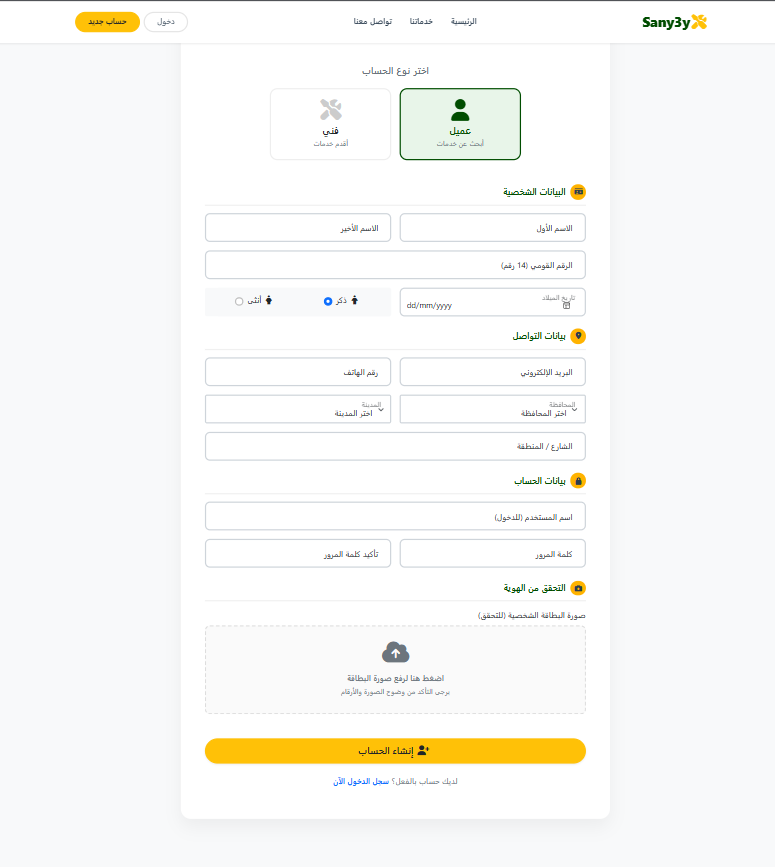 Sany3y
الرئيسية خدماتنا تواصل معنا
دخول
حساب جديد
اختر نوع الحساب
عميل
أبحث عن خدمات
فني
أقدم خدمات
البيانات الشخصية
الاسم الأول
الاسم الأخير
الرقم القومي (14 رقم)
تاريخ الميلاد
dd/mm/yyyy
ذكر
أنثى
بيانات التواصل
البريد الإلكتروني
رقم الهاتف
المحافظة
اختر المحافظة
المدينة
اختر المدينة
الشارع / المنطقة
بيانات الحساب
اسم المستخدم (للدخول)
كلمة المرور
تأكيد كلمة المرور
التحقق من الهوية
صورة البطاقة الشخصية (للتحقق)
اضغط هنا لرفع صورة البطاقة
يرجى التأكد من وضوح الصورة والأرقام
إنشاء الحساب
لديك حساب بالفعل؟ سجل الدخول الآن